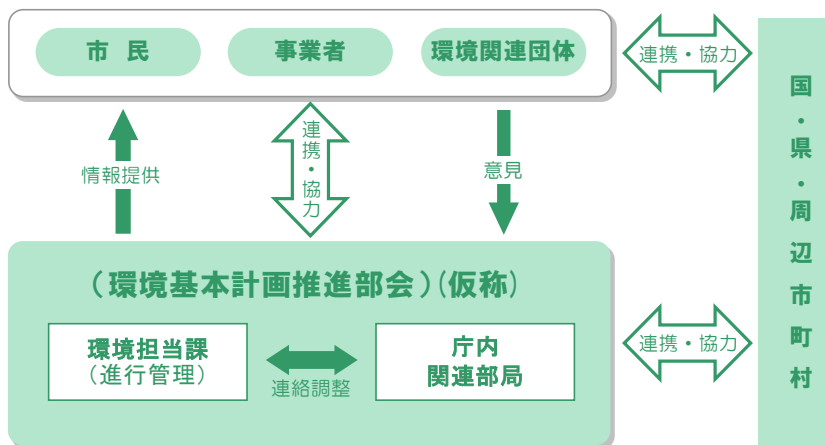 市 民
事業者
環境関連団体
連携・協力
情報提供
連携・協力
意見
国・県・周辺市町村
（環境基本計画推進部会）(仮称)
環境担当課
（進行管理）
連絡調整
庁内
関連部局
連携・協力